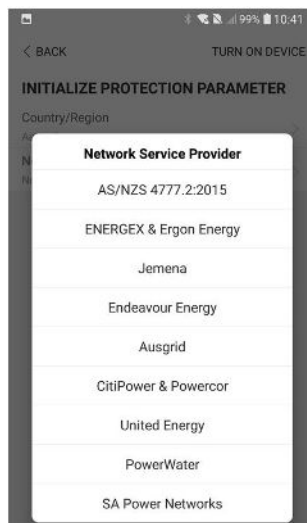 99% 10:41
< BACK TURN ON DEVICE
INITIALIZE PROTECTION PARAMETER
Country/Region
Network Service Provider
AS/NZS 4777.2:2015
ENERGEX & Ergon Energy
Jemena
Endeavour Energy
Ausgrid
CitiPower & Powercor
United Energy
PowerWater
SA Power Networks